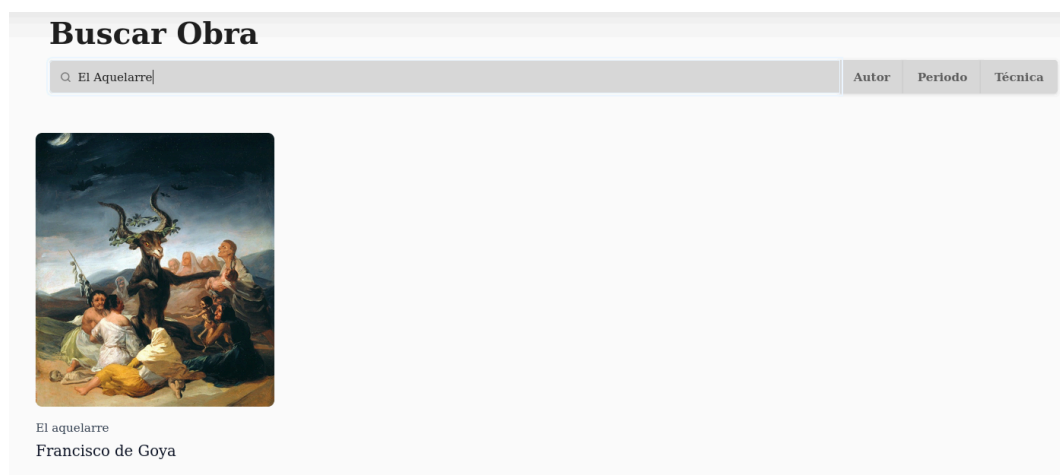 Buscar Obra
El Aquelarre
Autor Periodo Técnica
El aquelarre
Francisco de Goya